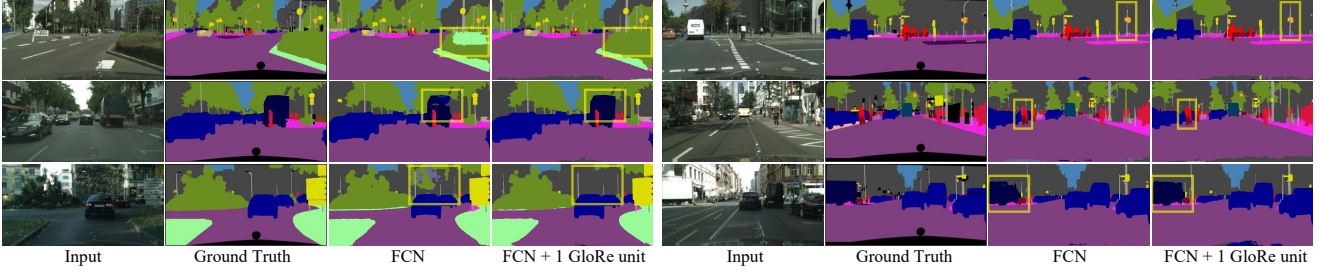 Input Ground Truth FCN FCN + 1 GloRe unit Input Ground Truth FCN FCN + 1 GloRe unit